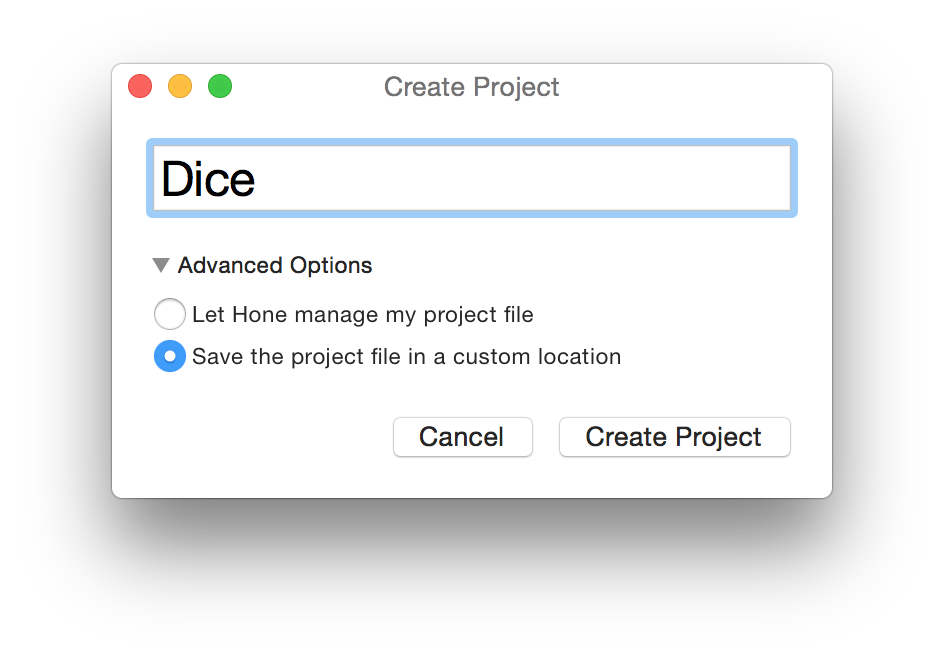 Create Project
Dice
Advanced Options
Let Hone manage my project file
Save the project file in a custom location
Cancel
Create Project